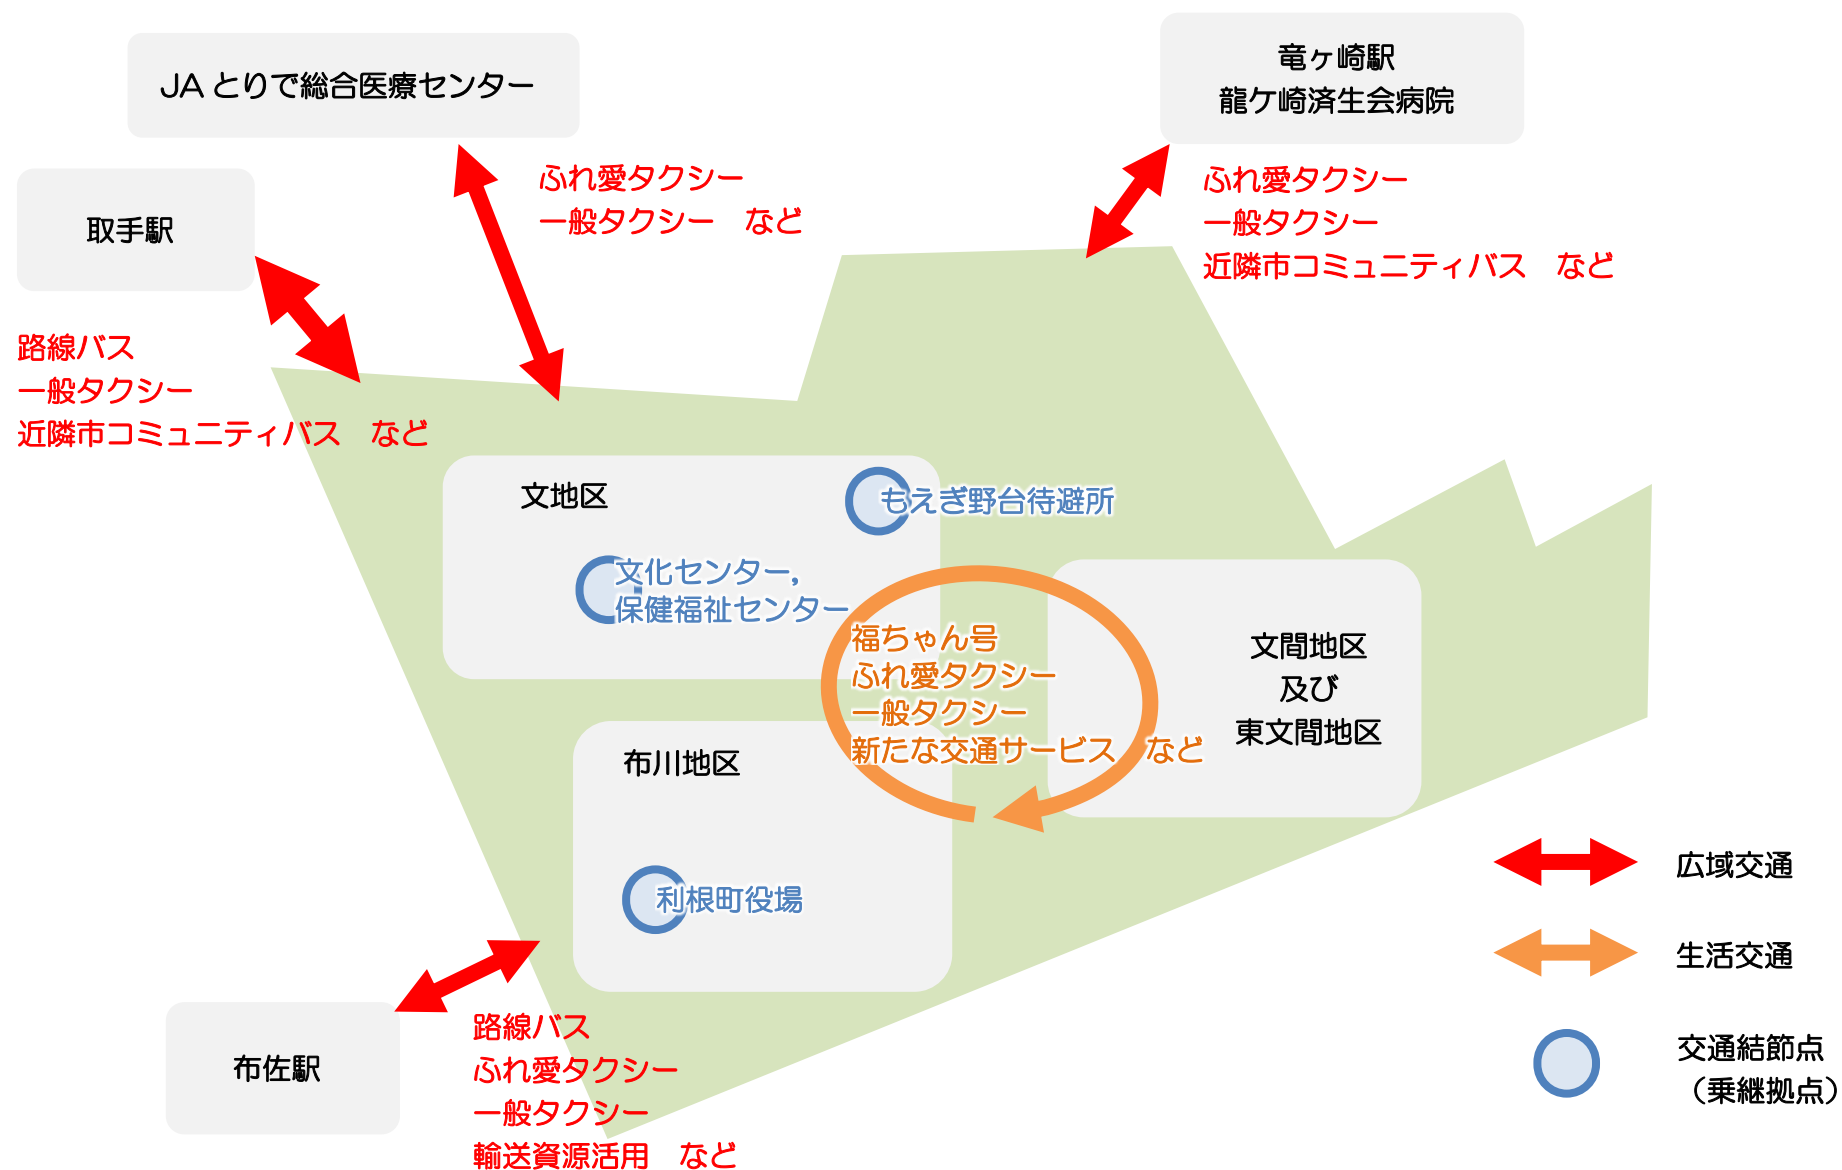 JAとりで総合医療センター
竜ヶ崎駅
龍ケ崎済生会病院
取手駅
ふれ愛タクシー
一般タクシー　など
ふれ愛タクシー
一般タクシー
近隣市コミュニティバス　など
路線バス
一般タクシー
近隣市コミュニティバス　など
文地区
もえぎ野台待避所
文化センター，
保健福祉センター
福ちゃん号
ふれ愛タクシー
一般タクシー
新たな交通サービス　など
文間地区
及び
東文間地区
布川地区
利根町役場
布佐駅
路線バス
ふれ愛タクシー
一般タクシー
輸送資源活用　など
広域交通
生活交通
交通結節点
（乗継拠点）